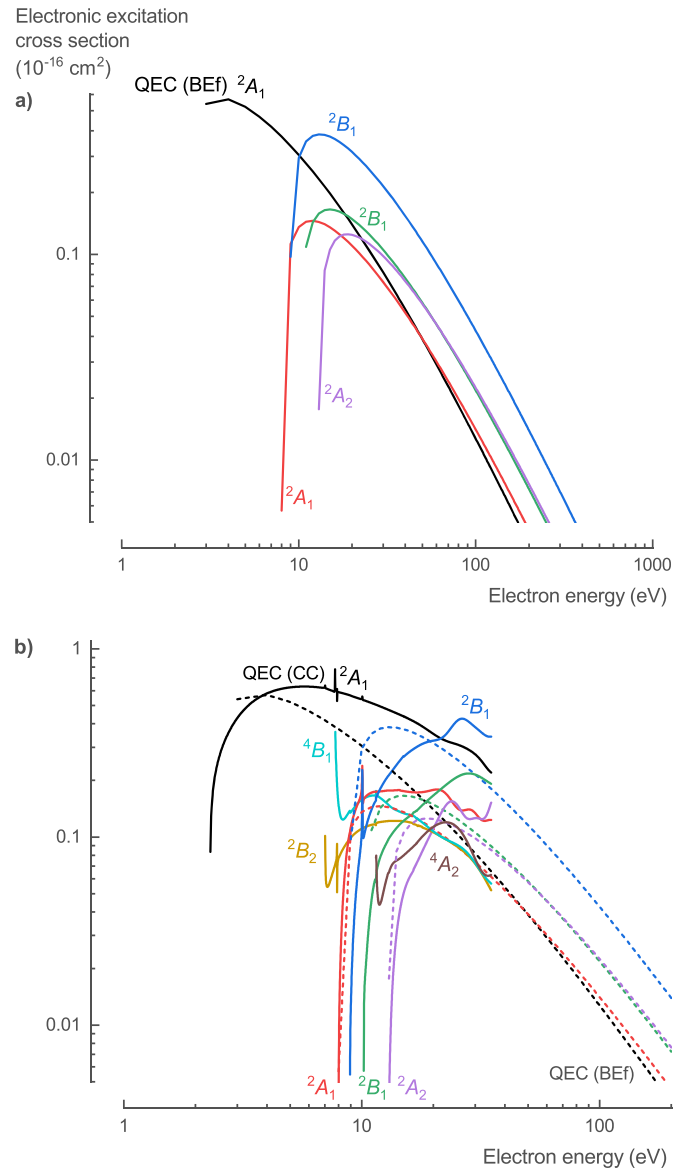 Electronic excitation
cross section
(10⁻¹⁶ cm²)
a)
QEC (BEf) ²A₁
²B₁
²B₁
0.1
²A₂
0.01
²A₁
1 10 100 1000
Electron energy (eV)
b)
1
QEC (CC) ²A₁
²B₁
⁴B₁
0.1
²B₂
⁴A₂
0.01
QEC (BEf)
²A₁ ²B₁ ²A₂
1 10 100
Electron energy (eV)